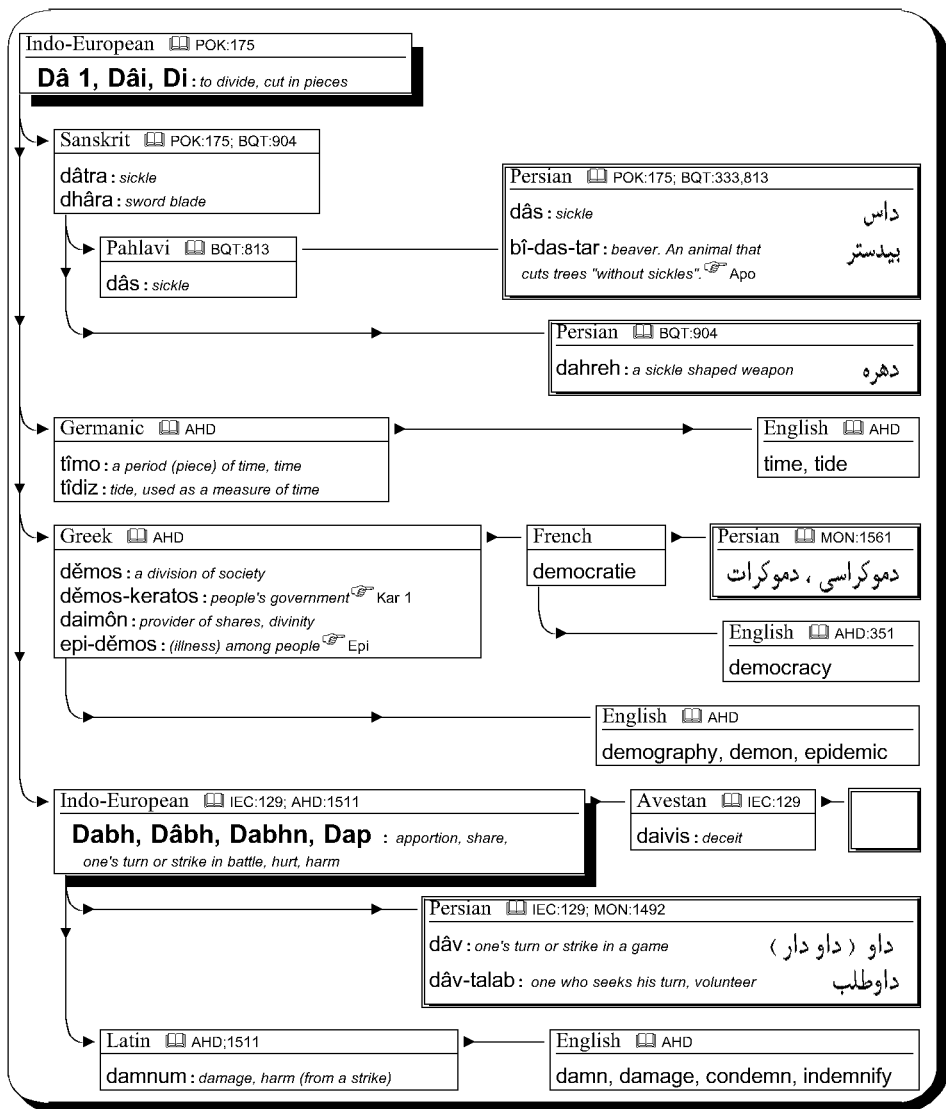 Indo-European POK:175
Dâ 1, Dâi, Di : to divide, cut in pieces
Sanskrit POK:175; BQT:904
dâtra : sickle
dhâra : sword blade
Pahlavi BQT:813
dâs : sickle
Persian POK:175; BQT:333,813
dâs : sickle داس
bî-das-tar : beaver. An animal that بیدستر
cuts trees "without sickles". Apo
Persian BQT:904
dahreh : a sickle shaped weapon دهره
Germanic AHD
tîmo : a period (piece) of time, time
tîdiz : tide, used as a measure of time
English AHD
time, tide
Greek AHD
děmos : a division of society
děmos-keratos : people's government Kar 1
daimôn : provider of shares, divinity
epi-děmos : (illness) among people Epi
French
democratie
Persian MON:1561
دموکراسی ، دموکرات
English AHD:351
democracy
English AHD
demography, demon, epidemic
Indo-European IEC:129; AHD:1511
Dabh, Dâbh, Dabhn, Dap : apportion, share,
one's turn or strike in battle, hurt, harm
Avestan IEC:129
daivis : deceit
Persian IEC:129; MON:1492
dâv : one's turn or strike in a game داو ( داو دار )
dâv-talab : one who seeks his turn, volunteer داوطلب
Latin AHD;1511
damnum : damage, harm (from a strike)
English AHD
damn, damage, condemn, indemnify